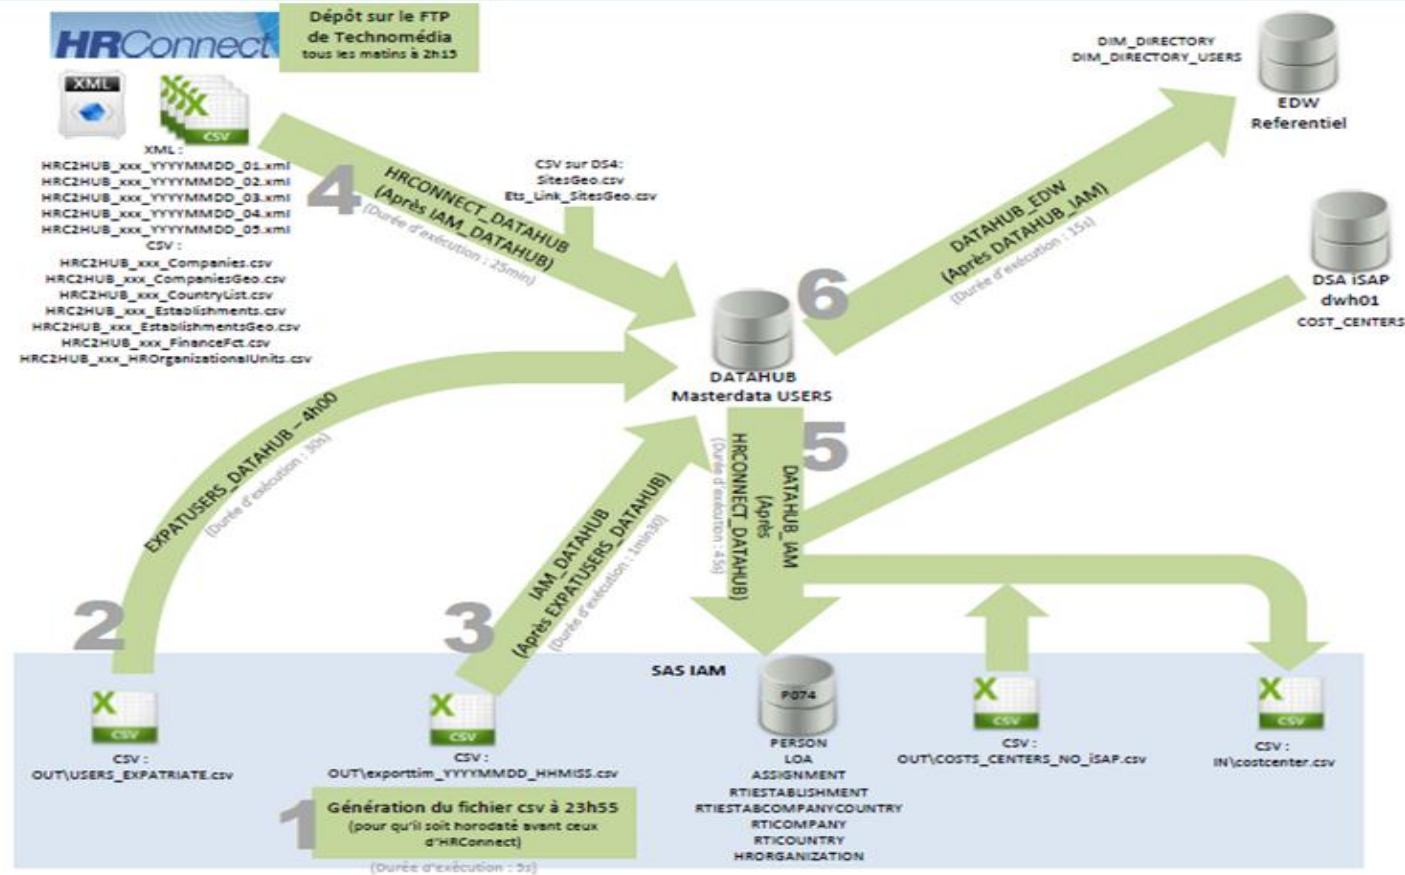 HRConnect
Dépôt sur le FTP
de Technomédia
tous les matins à 2h15
XML
CSV
XML :
HRC2HUB_xxx_YYYYMMDD_01.xml
HRC2HUB_xxx_YYYYMMDD_02.xml
HRC2HUB_xxx_YYYYMMDD_03.xml
HRC2HUB_xxx_YYYYMMDD_04.xml
HRC2HUB_xxx_YYYYMMDD_05.xml
CSV :
HRC2HUB_xxx_Companies.csv
HRC2HUB_xxx_CompaniesGeo.csv
HRC2HUB_xxx_CountryList.csv
HRC2HUB_xxx_Establishments.csv
HRC2HUB_xxx_EstablishmentsGeo.csv
HRC2HUB_xxx_FinanceFct.csv
HRC2HUB_xxx_HROrganizationalUnits.csv
4
HRCONNECT_DATAHUB
(Après IAM_DATAHUB)
(Durée d'exécution : 25min)
CSV sur DS4:
SitesGeo.csv
Ets_Link_SitesGeo.csv
DIM_DIRECTORY
DIM_DIRECTORY_USERS
EDW
Referentiel
6
DATAHUB_EDW
(Après DATAHUB_IAM)
(Durée d'exécution : 15s)
DSA iSAP
dwh01
COST_CENTERS
DATAHUB
Masterdata USERS
2
EXPATUSERS_DATAHUB – 4h00
(Durée d'exécution : 30s)
3
IAM_DATAHUB
(Après EXPATUSERS_DATAHUB)
(Durée d'exécution : 1min30)
5
DATAHUB_IAM
(Après
HRCONNECT_DATAHUB)
(Durée d'exécution : 45s)
SAS IAM
CSV
CSV :
OUT\USERS_EXPATRIATE.csv
CSV
CSV :
OUT\exporttim_YYYYMMDD_HHMISS.csv
1
Génération du fichier csv à 23h55
(pour qu'il soit horodaté avant ceux
d'HRConnect)
(Durée d'exécution : 5s)
P074
PERSON
LOA
ASSIGNMENT
RTIESTABLISHMENT
RTIESTABCOMPANYCOUNTRY
RTICOMPANY
RTICOUNTRY
HRORGANIZATION
CSV
CSV :
OUT\COSTS_CENTERS_NO_iSAP.csv
CSV
CSV :
IN\costcenter.csv